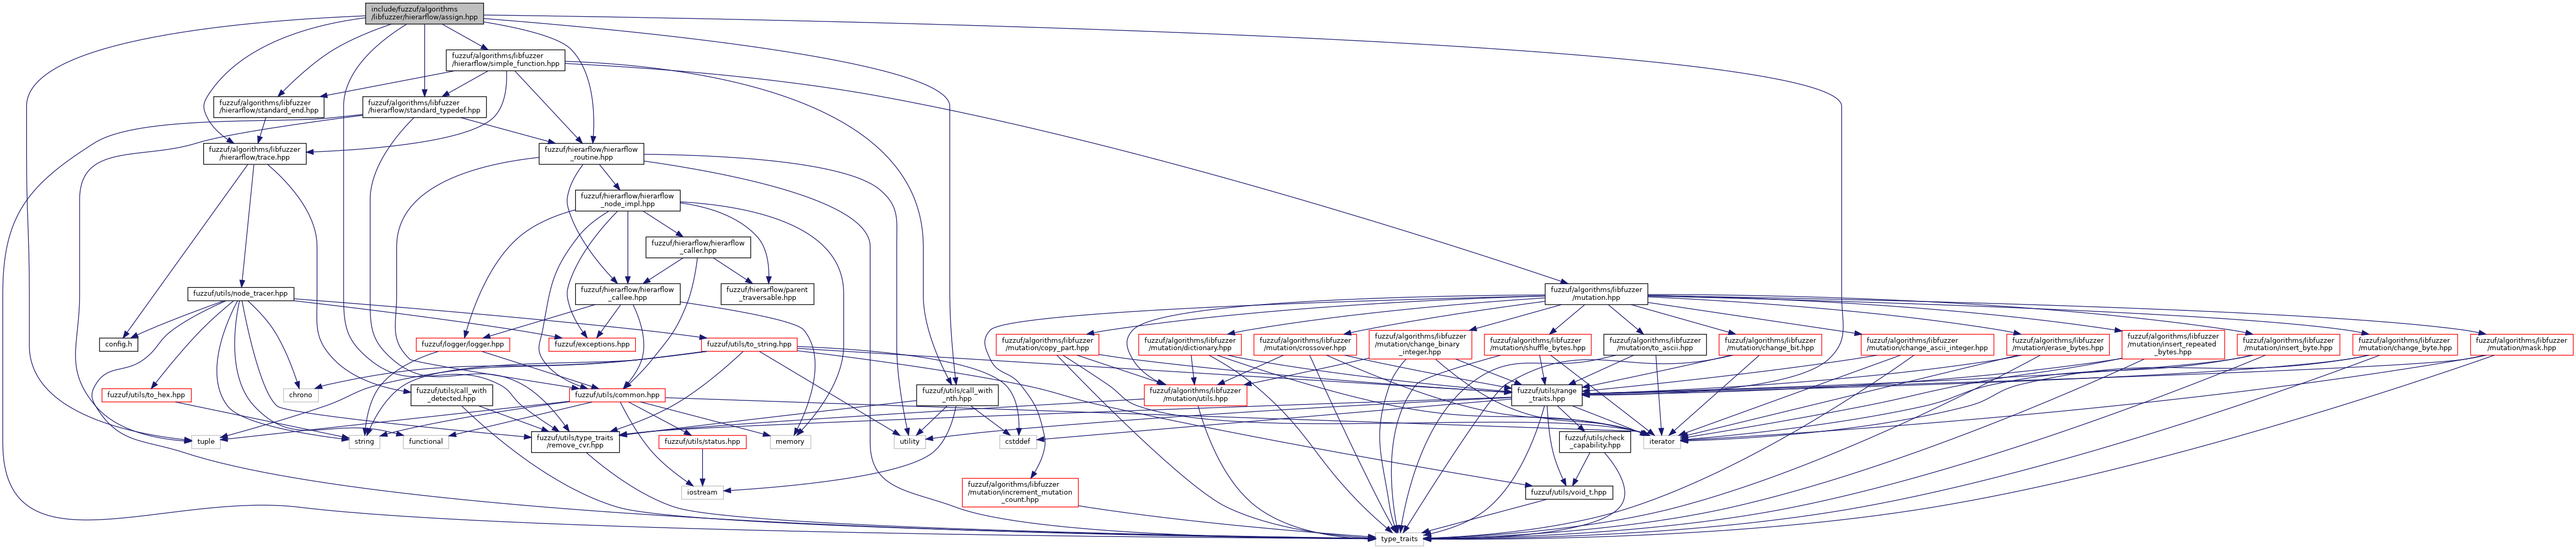 include/fuzzuf/algorithms
/libfuzzer/hierarflow/assign.hpp
fuzzuf/algorithms/libfuzzer
/hierarflow/simple_function.hpp
fuzzuf/algorithms/libfuzzer
/hierarflow/standard_end.hpp
fuzzuf/algorithms/libfuzzer
/hierarflow/standard_typedef.hpp
fuzzuf/algorithms/libfuzzer
/hierarflow/trace.hpp
fuzzuf/hierarflow/hierarflow
_routine.hpp
fuzzuf/hierarflow/hierarflow
_node_impl.hpp
fuzzuf/hierarflow/hierarflow
_caller.hpp
fuzzuf/utils/node_tracer.hpp
fuzzuf/hierarflow/hierarflow
_callee.hpp
fuzzuf/hierarflow/parent
_traversable.hpp
fuzzuf/algorithms/libfuzzer
/mutation.hpp
config.h
fuzzuf/logger/logger.hpp
fuzzuf/exceptions.hpp
fuzzuf/utils/to_string.hpp
fuzzuf/algorithms/libfuzzer
/mutation/copy_part.hpp
fuzzuf/algorithms/libfuzzer
/mutation/dictionary.hpp
fuzzuf/algorithms/libfuzzer
/mutation/crossover.hpp
fuzzuf/algorithms/libfuzzer
/mutation/change_binary
_integer.hpp
fuzzuf/algorithms/libfuzzer
/mutation/shuffle_bytes.hpp
fuzzuf/algorithms/libfuzzer
/mutation/to_ascii.hpp
fuzzuf/algorithms/libfuzzer
/mutation/change_bit.hpp
fuzzuf/algorithms/libfuzzer
/mutation/change_ascii_integer.hpp
fuzzuf/algorithms/libfuzzer
/mutation/erase_bytes.hpp
fuzzuf/algorithms/libfuzzer
/mutation/insert_repeated
_bytes.hpp
fuzzuf/algorithms/libfuzzer
/mutation/insert_byte.hpp
fuzzuf/algorithms/libfuzzer
/mutation/change_byte.hpp
fuzzuf/algorithms/libfuzzer
/mutation/mask.hpp
fuzzuf/utils/to_hex.hpp
chrono
fuzzuf/utils/call_with
_detected.hpp
fuzzuf/utils/common.hpp
fuzzuf/utils/call_with
_nth.hpp
fuzzuf/algorithms/libfuzzer
/mutation/utils.hpp
fuzzuf/utils/range
_traits.hpp
tuple
string
functional
fuzzuf/utils/type_traits
/remove_cvr.hpp
fuzzuf/utils/status.hpp
memory
utility
cstddef
fuzzuf/utils/check
_capability.hpp
iterator
iostream
fuzzuf/algorithms/libfuzzer
/mutation/increment_mutation
_count.hpp
fuzzuf/utils/void_t.hpp
type_traits